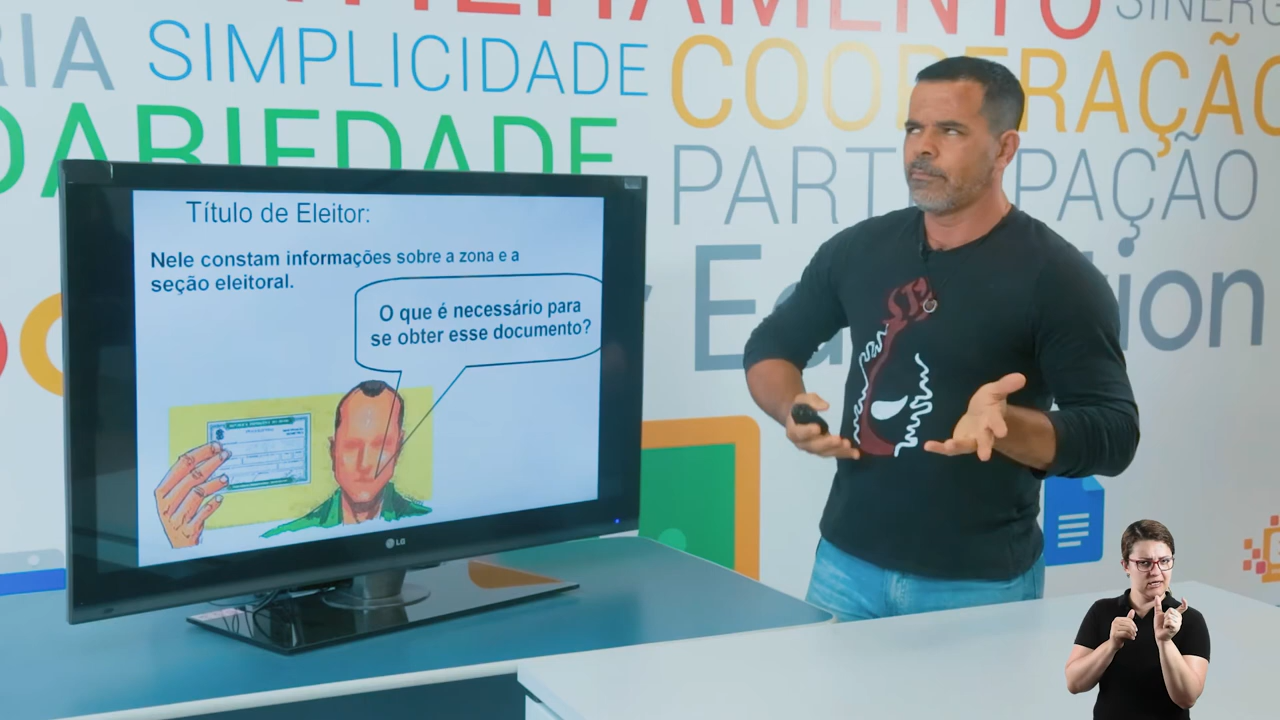 SIMPLICIDADE
COOPERAÇÃO
PARTICIPAÇÃO
Título de Eleitor:
Nele constam informações sobre a zona e a
seção eleitoral.
O que é necessário para
se obter esse documento?
LG